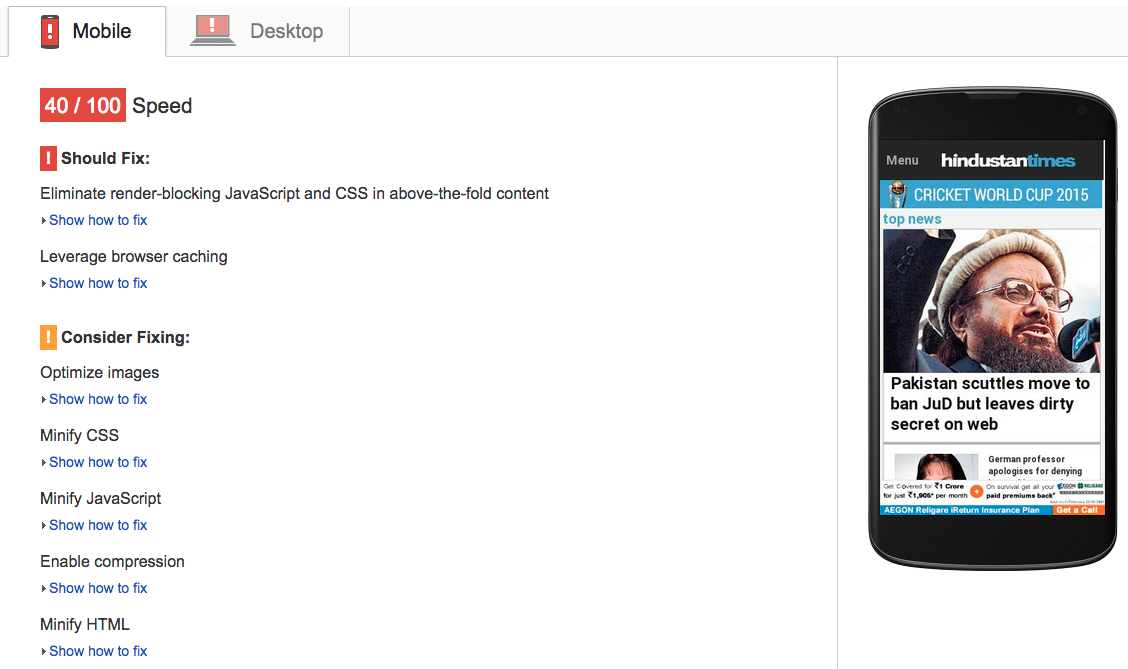 Mobile
Desktop
40 / 100 Speed
! Should Fix:
Eliminate render-blocking JavaScript and CSS in above-the-fold content
Show how to fix
Leverage browser caching
Show how to fix
! Consider Fixing:
Optimize images
Show how to fix
Minify CSS
Show how to fix
Minify JavaScript
Show how to fix
Enable compression
Show how to fix
Minify HTML
Show how to fix
Menu
hindustantimes
CRICKET WORLD CUP 2015
top news
Pakistan scuttles move to
ban JuD but leaves dirty
secret on web
German professor
apologises for denying
Get Covered for ₹1 Crore
for just ₹1,905* per month
On survival get all your
paid premiums back*
AEGON RELIGARE
AEGON Religare iReturn Insurance Plan
Get a Call